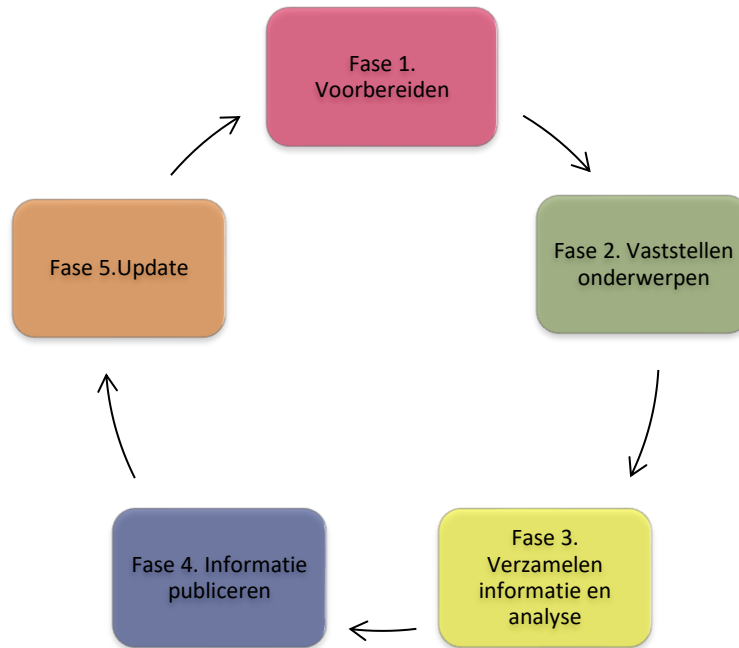 Fase 1.
Voorbereiden
Fase 2. Vaststellen
onderwerpen
Fase 3.
Verzamelen
informatie en
analyse
Fase 4. Informatie
publiceren
Fase 5.Update